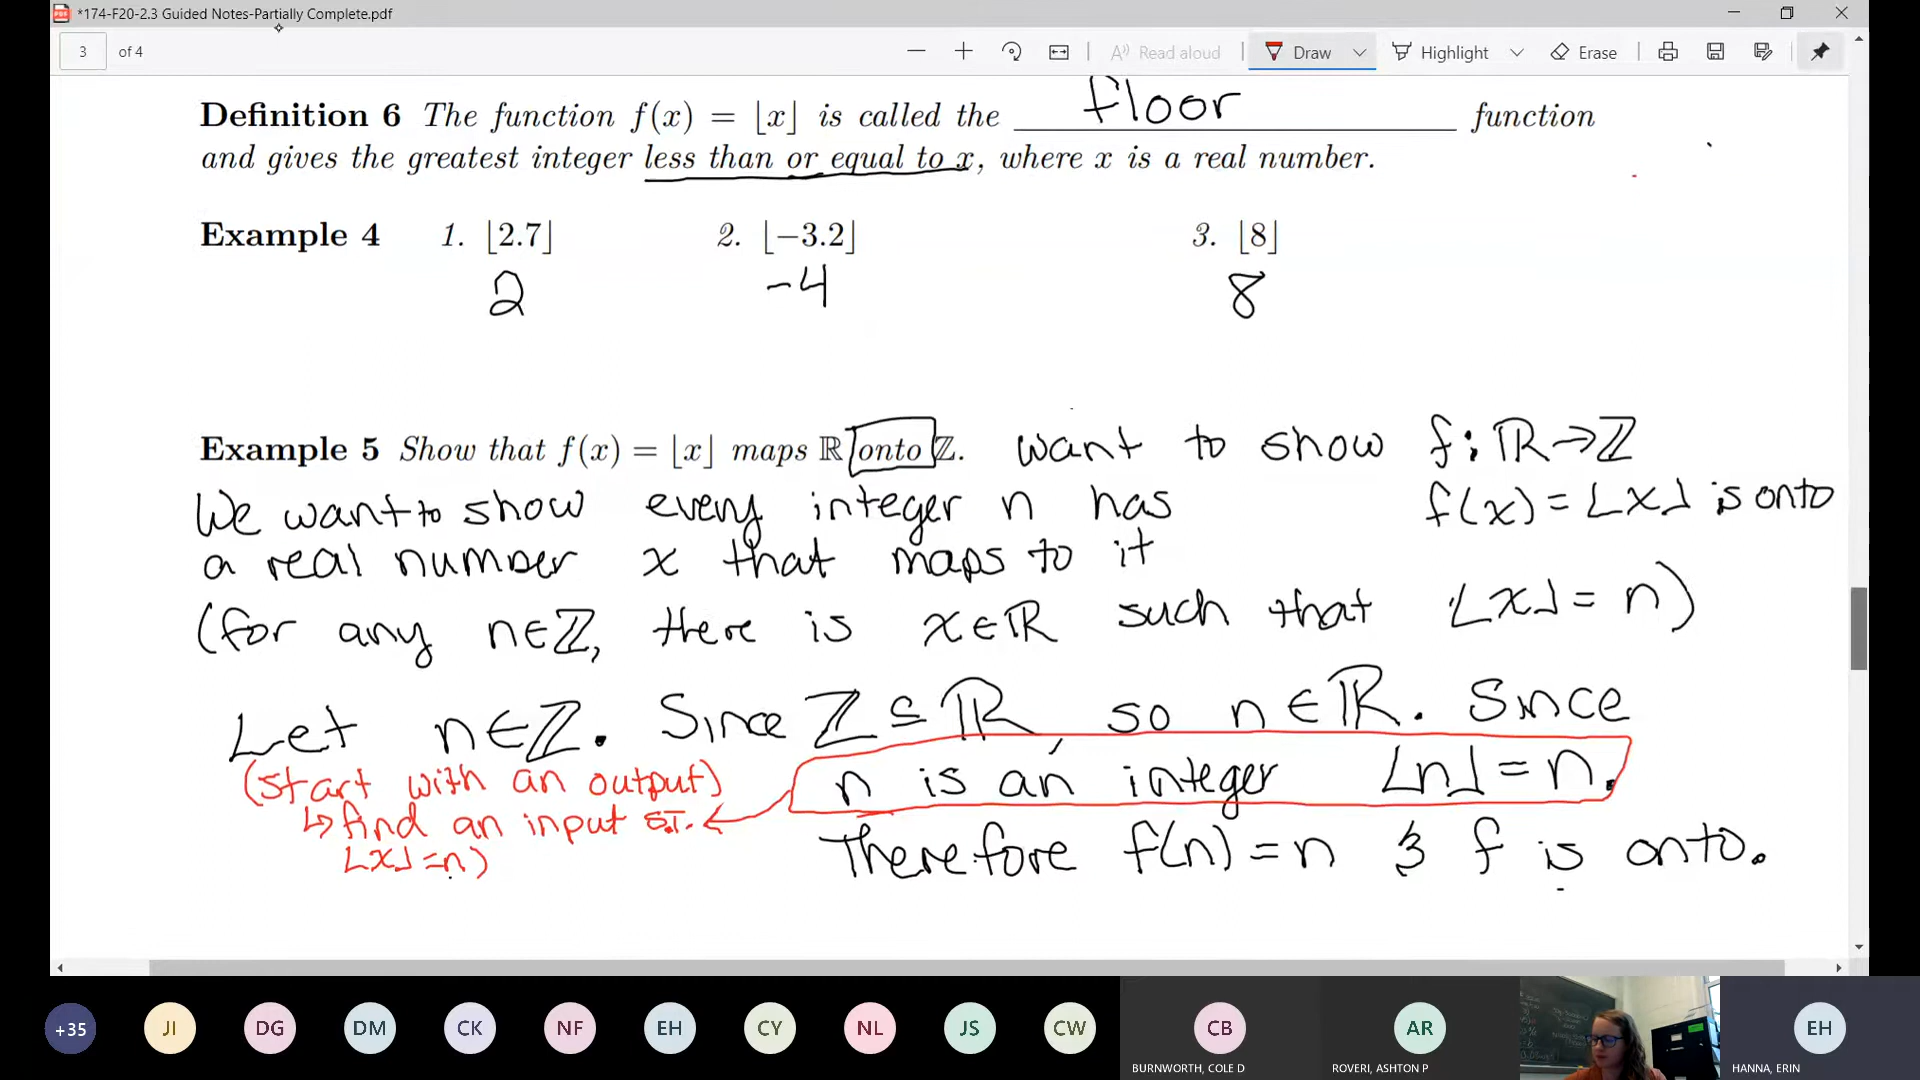 *174-F20-2.3 Guided Notes-Partially Complete.pdf
3 of 4 Read aloud Draw Highlight Erase
Definition 6 The function f(x) = ⌊x⌋ is called the floor function
and gives the greatest integer less than or equal to x, where x is a real number.
Example 4 1. ⌊2.7⌋ 2. ⌊−3.2⌋ 3. ⌊8⌋
2 -4 8
Example 5 Show that f(x) = ⌊x⌋ maps ℝ onto ℤ. want to show f: ℝ→ℤ
f(x) = ⌊x⌋ is onto
We want to show every integer n has
a real number x that maps to it
(for any n∈ℤ, there is x∈ℝ such that ⌊x⌋ = n)
Let n∈ℤ. Since ℤ ⊆ ℝ, so n∈ℝ. Since
n is an integer ⌊n⌋ = n.
(start with an output)
↳ find an input s.t.
⌊x⌋ = n)
Therefore f(n) = n & f is onto.
+35 JI DG DM CK NF EH CY NL JS CW CB AR EH
BURNWORTH, COLE D ROVERI, ASHTON P HANNA, ERIN